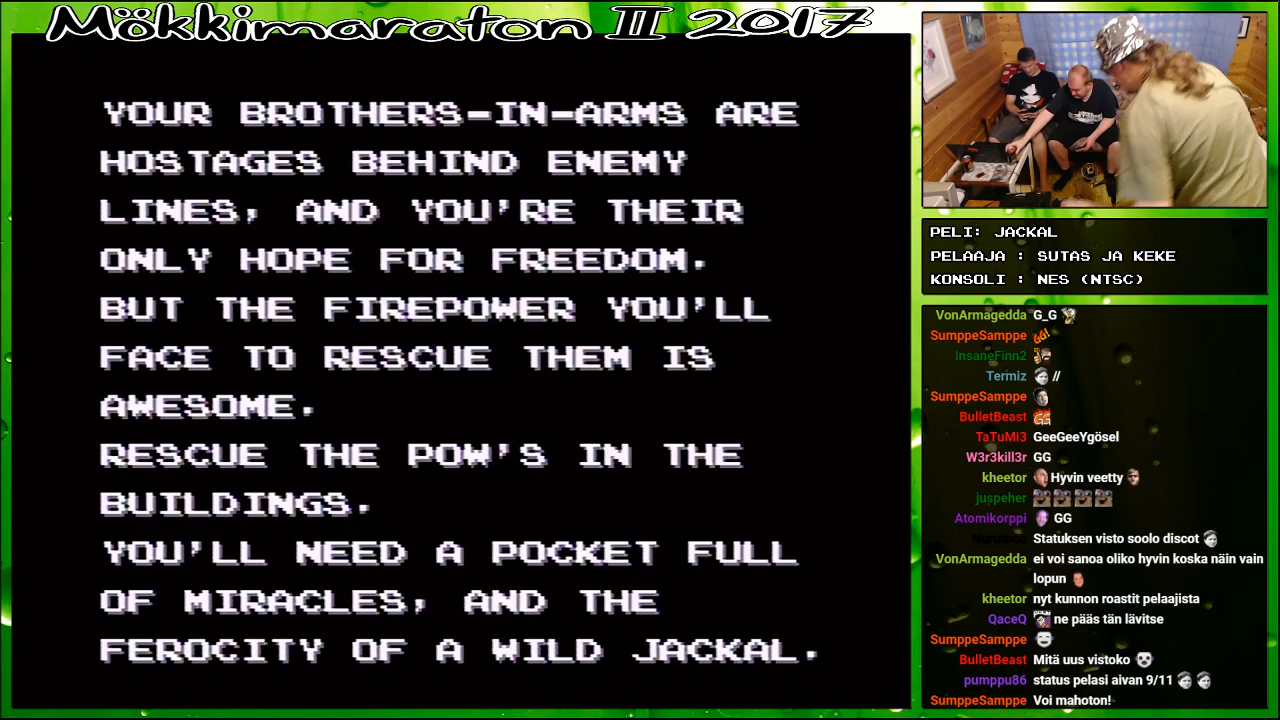 Mökkimaraton III 2017
YOUR BROTHERS-IN-ARMS ARE
HOSTAGES BEHIND ENEMY
LINES, AND YOU'RE THEIR
ONLY HOPE FOR FREEDOM.
BUT THE FIREPOWER YOU'LL
FACE TO RESCUE THEM IS
AWESOME.
RESCUE THE POW'S IN THE
BUILDINGS.
YOU'LL NEED A POCKET FULL
OF MIRACLES, AND THE
FEROCITY OF A WILD JACKAL.
PELI: JACKAL
PELAAJA : SUTAS JA KEKE
KONSOLI : NES (NTSC)
VonArmagedda G_G
SumppeSamppe GG!
InsaneFinn2
Termiz //
SumppeSamppe
BulletBeast GG
TaTuMi3 GeeGeeYgösel
W3r3kill3r GG
kheetor Hyvin veetty
juspeher
Atomikorppi GG
Statuksen visto soolo discot
VonArmagedda ei voi sanoa oliko hyvin koska näin vain
lopun
kheetor nyt kunnon roastit pelaajista
QaceQ ne pääs tän lävitse
SumppeSamppe
BulletBeast Mitä uus vistoko
pumppu86 status pelasi aivan 9/11
SumppeSamppe Voi mahoton!